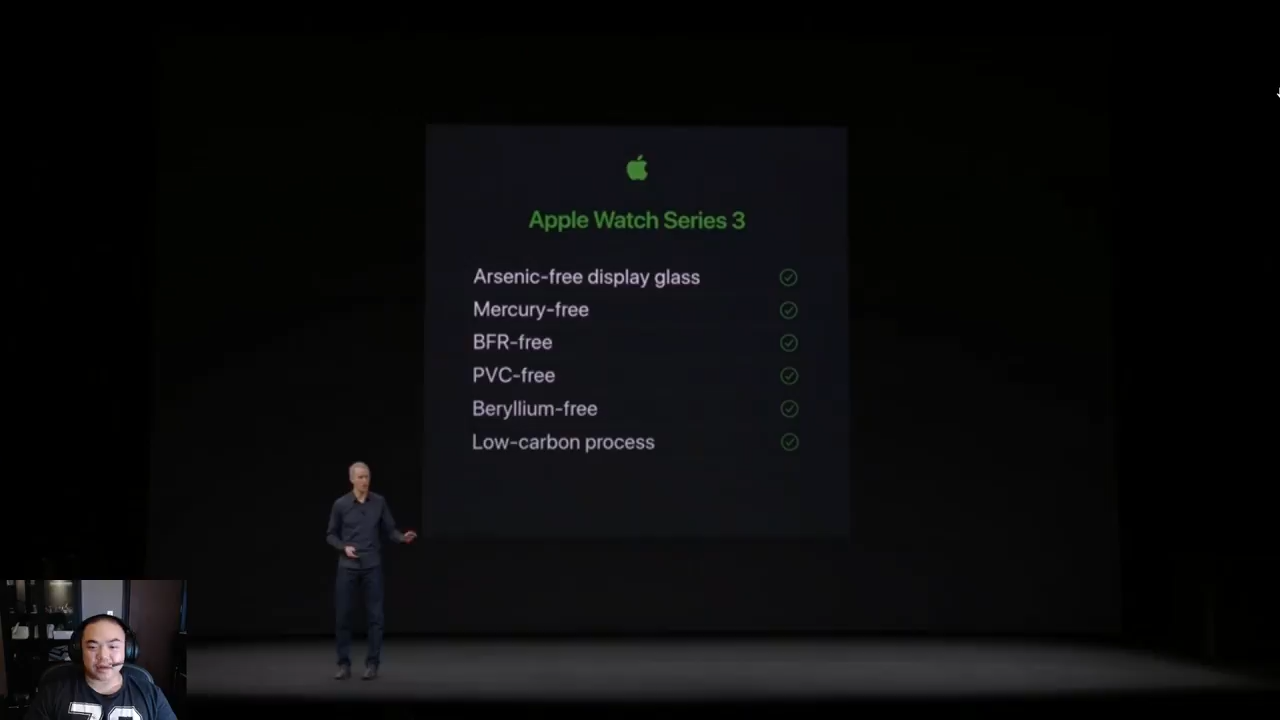 Apple Watch Series 3
Arsenic-free display glass
Mercury-free
BFR-free
PVC-free
Beryllium-free
Low-carbon process